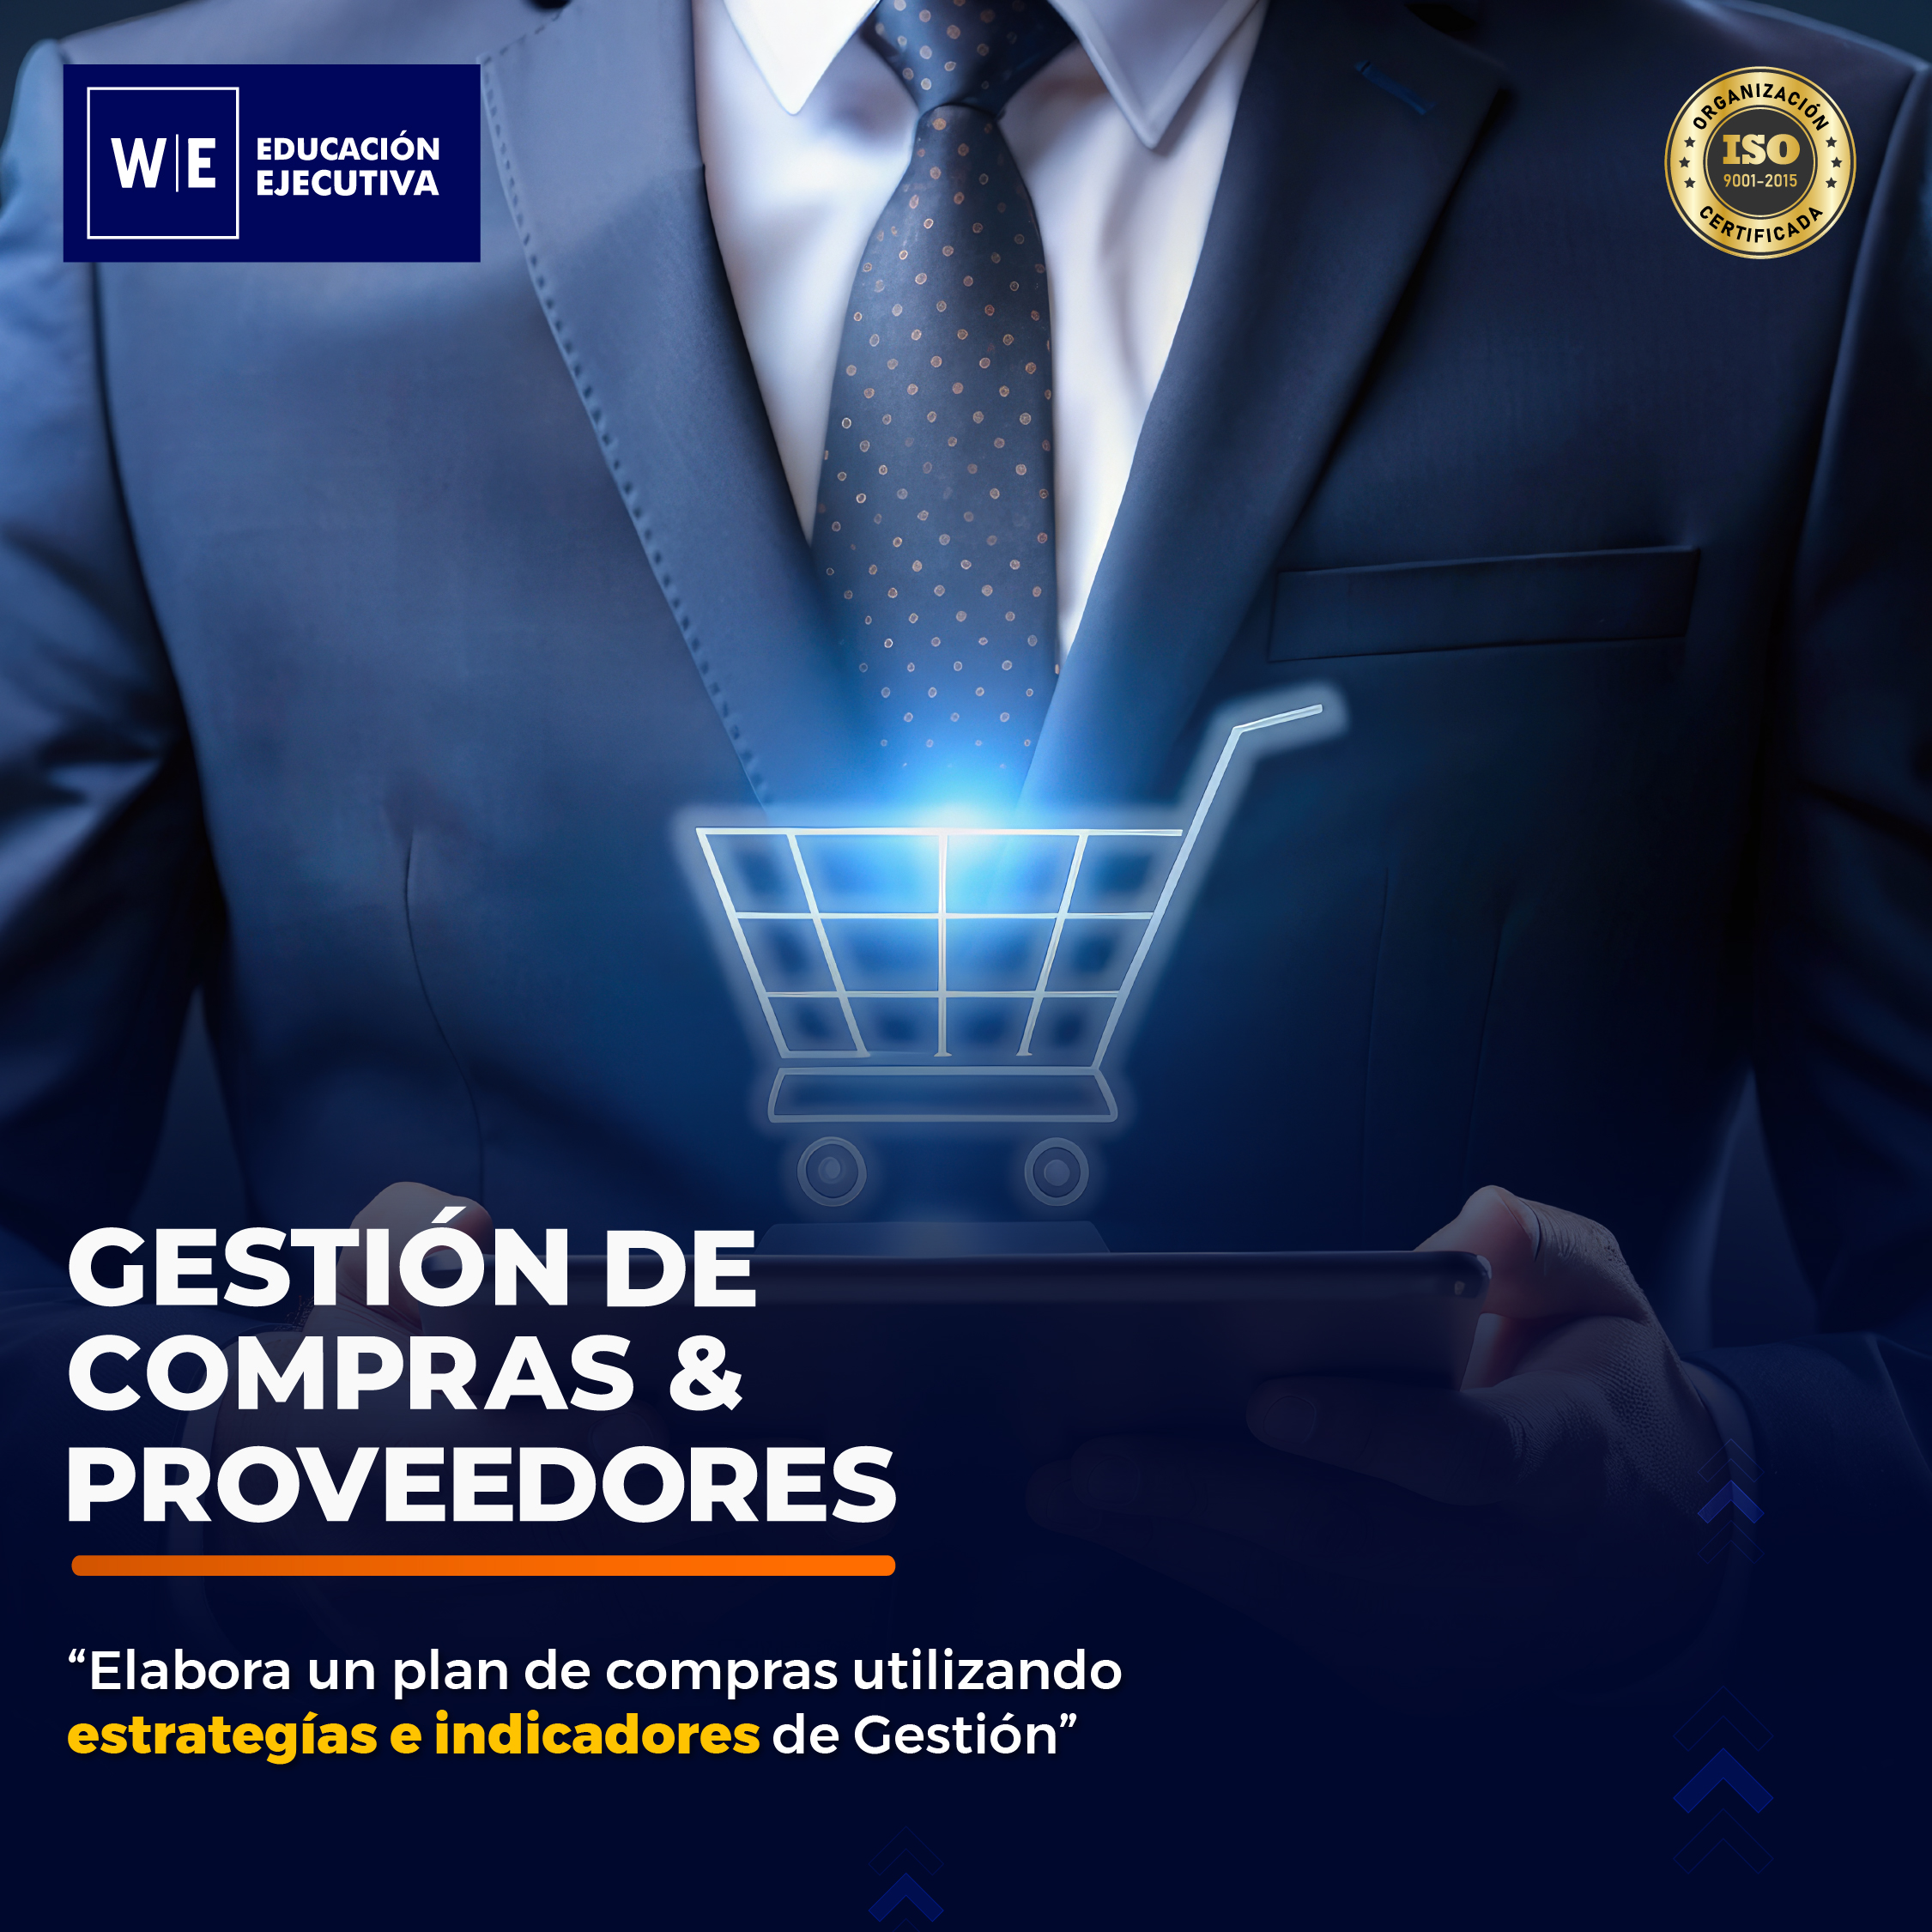 W|E
EDUCACIÓN
EJECUTIVA
ORGANIZACIÓN
ISO
9001-2015
CERTIFICADA
GESTIÓN DE
COMPRAS &
PROVEEDORES
“Elabora un plan de compras utilizando
estrategías e indicadores de Gestión”